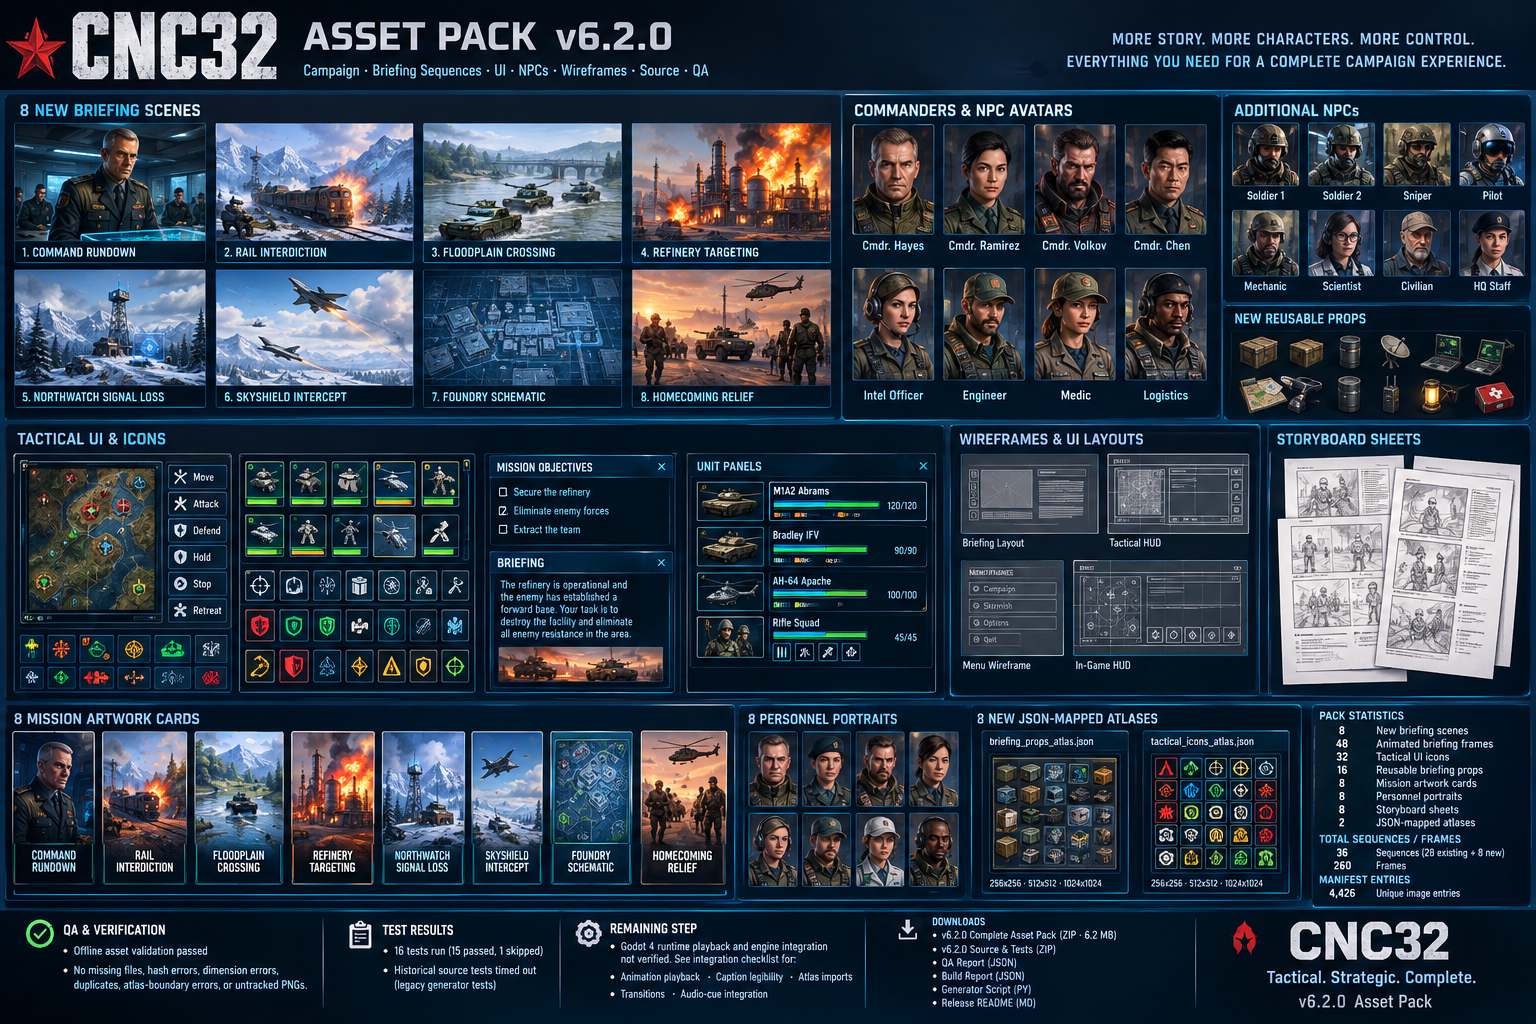 CNC32
ASSET PACK v6.2.0
Campaign · Briefing Sequences · UI · NPCs · Wireframes · Source · QA
MORE STORY. MORE CHARACTERS. MORE CONTROL.
EVERYTHING YOU NEED FOR A COMPLETE CAMPAIGN EXPERIENCE.
8 NEW BRIEFING SCENES
1. COMMAND RUNDOWN
2. RAIL INTERDICTION
3. FLOODPLAIN CROSSING
4. REFINERY TARGETING
5. NORTHWATCH SIGNAL LOSS
6. SKYSHIELD INTERCEPT
7. FOUNDRY SCHEMATIC
8. HOMECOMING RELIEF
COMMANDERS & NPC AVATARS
Cmdr. Hayes
Cmdr. Ramirez
Cmdr. Volkov
Cmdr. Chen
Intel Officer
Engineer
Medic
Logistics
ADDITIONAL NPCs
Soldier 1
Soldier 2
Sniper
Pilot
Mechanic
Scientist
Civilian
HQ Staff
NEW REUSABLE PROPS
TACTICAL UI & ICONS
Move
Attack
Defend
Hold
Stop
Retreat
MISSION OBJECTIVES
Secure the refinery
Eliminate enemy forces
Extract the team
BRIEFING
The refinery is operational and
the enemy has established a
forward base. Your task is to
destroy the facility and eliminate
all enemy resistance in the area.
UNIT PANELS
M1A2 Abrams
120/120
Bradley IFV
90/90
AH-64 Apache
100/100
Rifle Squad
45/45
WIREFRAMES & UI LAYOUTS
Briefing Layout
Tactical HUD
Campaign
Skirmish
Options
Quit
Menu Wireframe
In-Game HUD
STORYBOARD SHEETS
8 MISSION ARTWORK CARDS
COMMAND
RUNDOWN
RAIL
INTERDICTION
FLOODPLAIN
CROSSING
REFINERY
TARGETING
NORTHWATCH
SIGNAL LOSS
SKYSHIELD
INTERCEPT
FOUNDRY
SCHEMATIC
HOMECOMING
RELIEF
8 PERSONNEL PORTRAITS
8 NEW JSON-MAPPED ATLASES
briefing_props_atlas.json
256x256 · 512x512 · 1024x1024
tactical_icons_atlas.json
256x256 · 512x512 · 1024x1024
PACK STATISTICS
8 New briefing scenes
48 Animated briefing frames
32 Tactical UI icons
16 Reusable briefing props
8 Mission artwork cards
8 Personnel portraits
8 Storyboard sheets
2 JSON-mapped atlases
TOTAL SEQUENCES / FRAMES
36 Sequences (28 existing + 8 new)
260 Frames
MANIFEST ENTRIES
4,426 Unique image entries
QA & VERIFICATION
• Offline asset validation passed
• No missing files, hash errors, dimension errors,
duplicates, atlas-boundary errors, or untracked PNGs.
TEST RESULTS
• 16 tests run (15 passed, 1 skipped)
• Historical source tests timed out
(legacy generator tests)
REMAINING STEP
• Godot 4 runtime playback and engine integration
not verified. See integration checklist for:
• Animation playback · Caption legibility · Atlas imports
• Transitions · Audio-cue integration
DOWNLOADS
• v6.2.0 Complete Asset Pack (ZIP · 6.2 MB)
• v6.2.0 Source & Tests (ZIP)
• QA Report (JSON)
• Build Report (JSON)
• Generator Script (PY)
• Release README (MD)
CNC32
Tactical. Strategic. Complete.
v6.2.0 Asset Pack